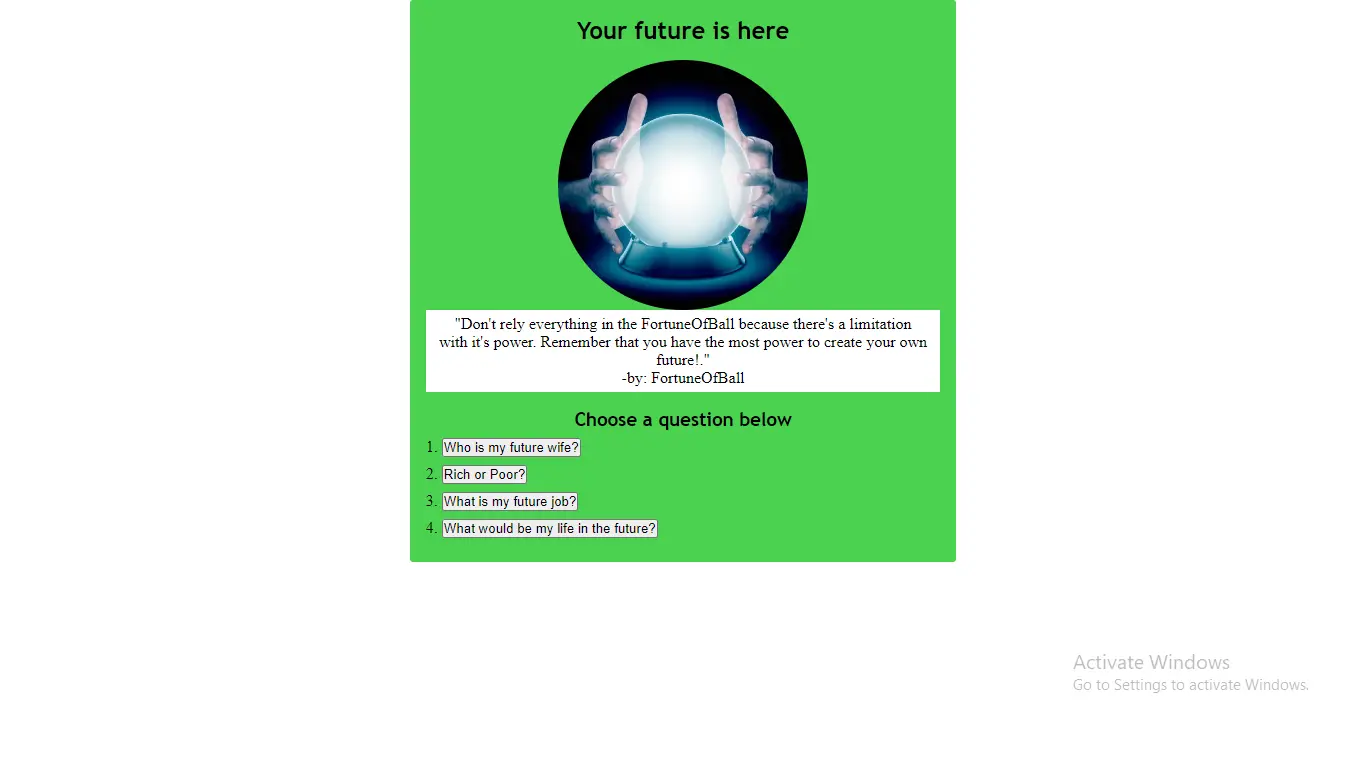 Your future is here
"Don't rely everything in the FortuneOfBall because there's a limitation
with it's power. Remember that you have the most power to create your own
future!."
-by: FortuneOfBall
Choose a question below
1. Who is my future wife?
2. Rich or Poor?
3. What is my future job?
4. What would be my life in the future?
Activate Windows
Go to Settings to activate Windows.